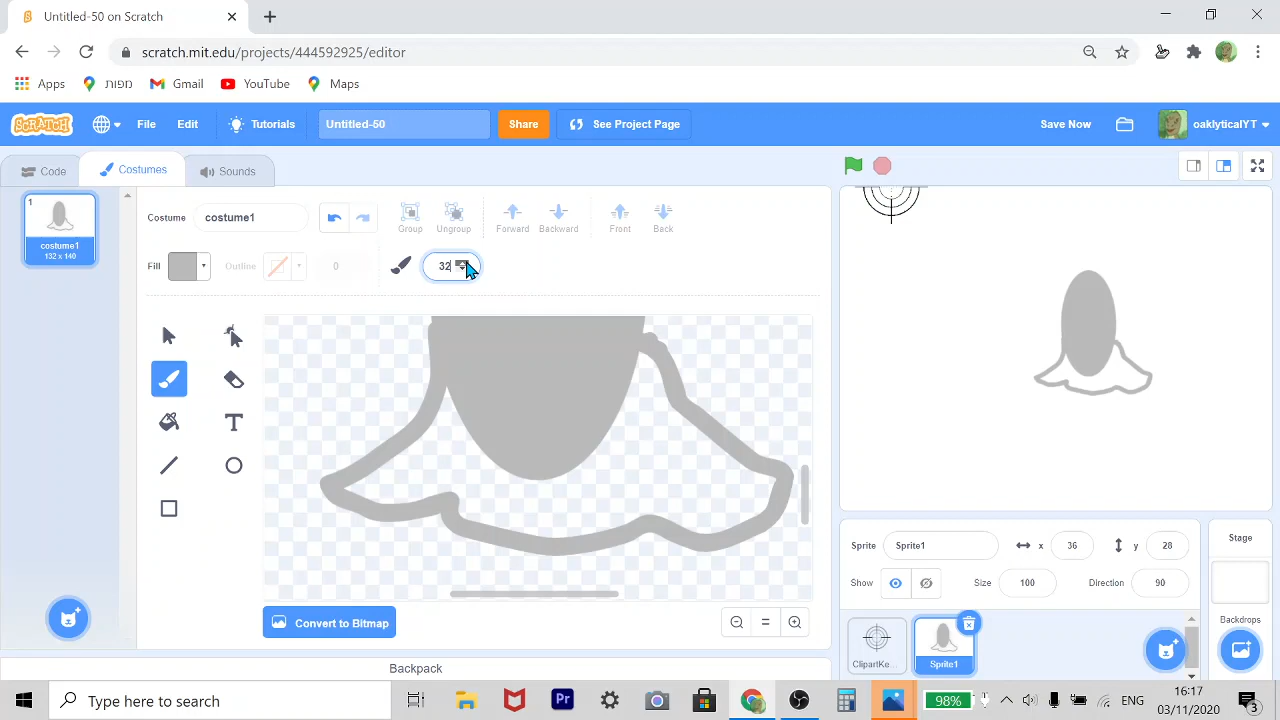 Untitled-50 on Scratch
scratch.mit.edu/projects/444592925/editor
Apps
מפות
Gmail
YouTube
Maps
SCRATCH
File
Edit
Tutorials
Untitled-50
Share
See Project Page
Save Now
oaklyticalYT
Code
Costumes
Sounds
1
costume1
132 x 140
Costume
costume1
Group
Ungroup
Forward
Backward
Front
Back
Fill
Outline
0
32
T
Convert to Bitmap
Backpack
Sprite
Sprite1
x
36
y
28
Show
Size
100
Direction
90
ClipartKe...
Sprite1
Stage
Backdrops
Type here to search
Pr
98%
ENG
16:17
03/11/2020
3